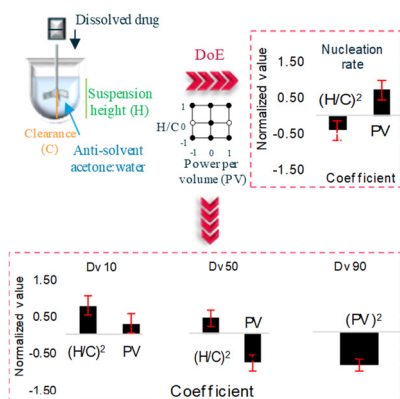 Dissolved drug
Suspension
height (H)
Clearance
(C)
Anti-solvent
acetone:water
DoE
H/C
1
0
-1
-1 0 1
Power per
volume (PV)
Normalized value
1.50
0.50
-0.50
-1.50
Nucleation
rate
(H/C)²
PV
Coefficient
Normalized value
1.50
0.50
-0.50
-1.50
Dv 10
(H/C)² PV
Dv 50
PV
(H/C)²
Dv 90
(PV)²
Coefficient